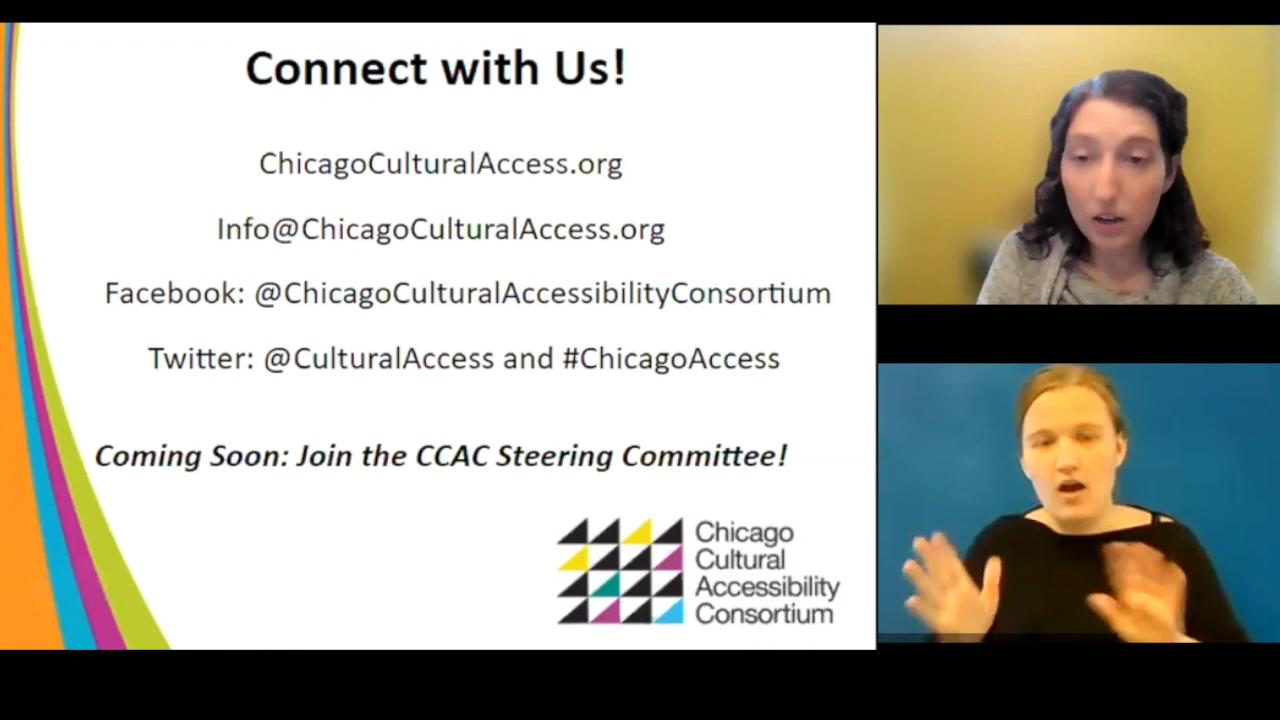 Connect with Us!
ChicagoCulturalAccess.org
Info@ChicagoCulturalAccess.org
Facebook: @ChicagoCulturalAccessibilityConsortium
Twitter: @CulturalAccess and #ChicagoAccess
Coming Soon: Join the CCAC Steering Committee!
Chicago
Cultural
Accessibility
Consortium